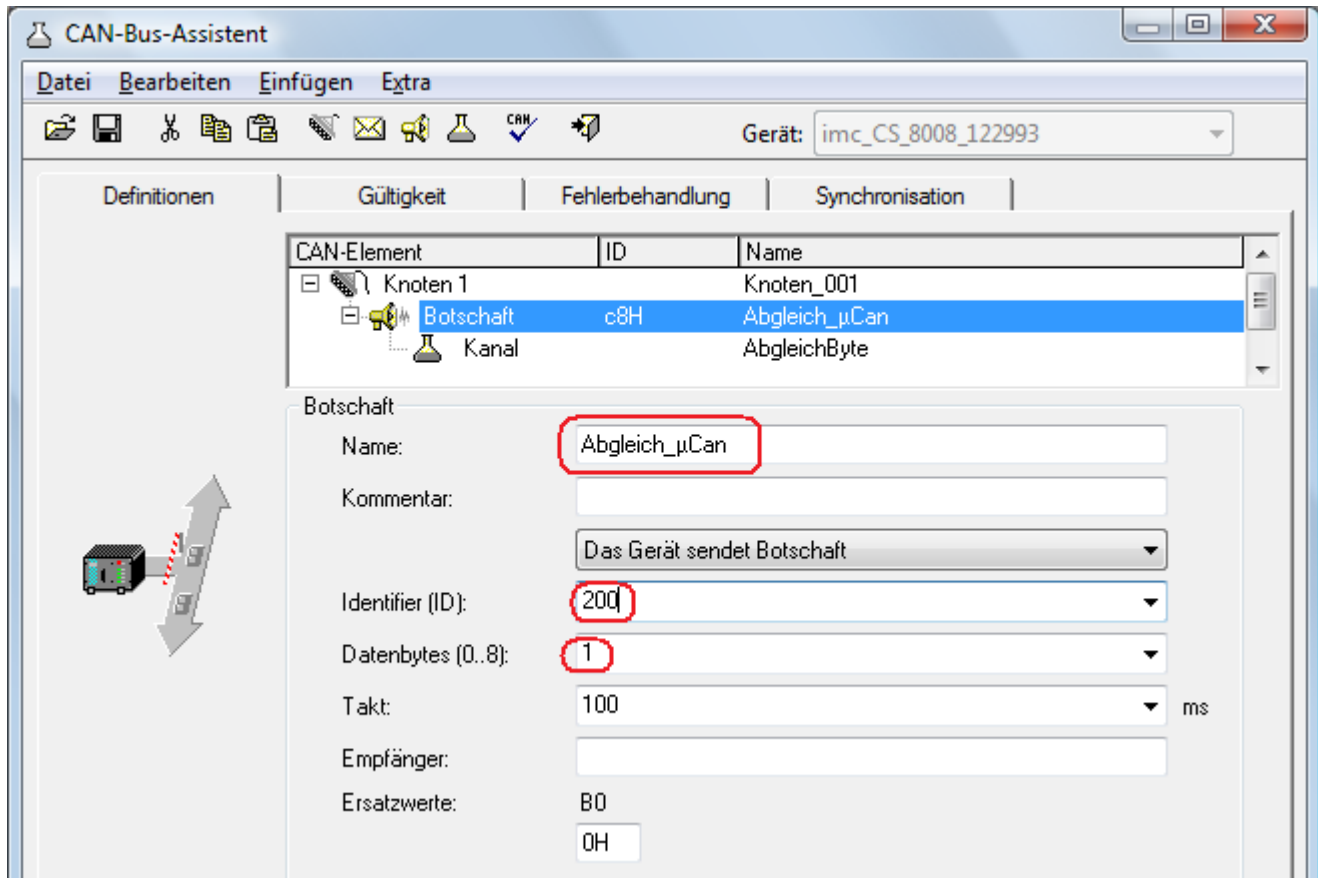 CAN-Bus-Assistent
Datei Bearbeiten Einfügen Extra
CAN Gerät: imc_CS_8008_122993
Definitionen Gültigkeit Fehlerbehandlung Synchronisation
CAN-Element ID Name
Knoten 1 Knoten_001
Botschaft c8H Abgleich_µCan
Kanal AbgleichByte
Botschaft
Name: Abgleich_µCan
Kommentar:
Das Gerät sendet Botschaft
Identifier (ID): 200
Datenbytes (0..8): 1
Takt: 100 ms
Empfänger:
Ersatzwerte: B0
0H